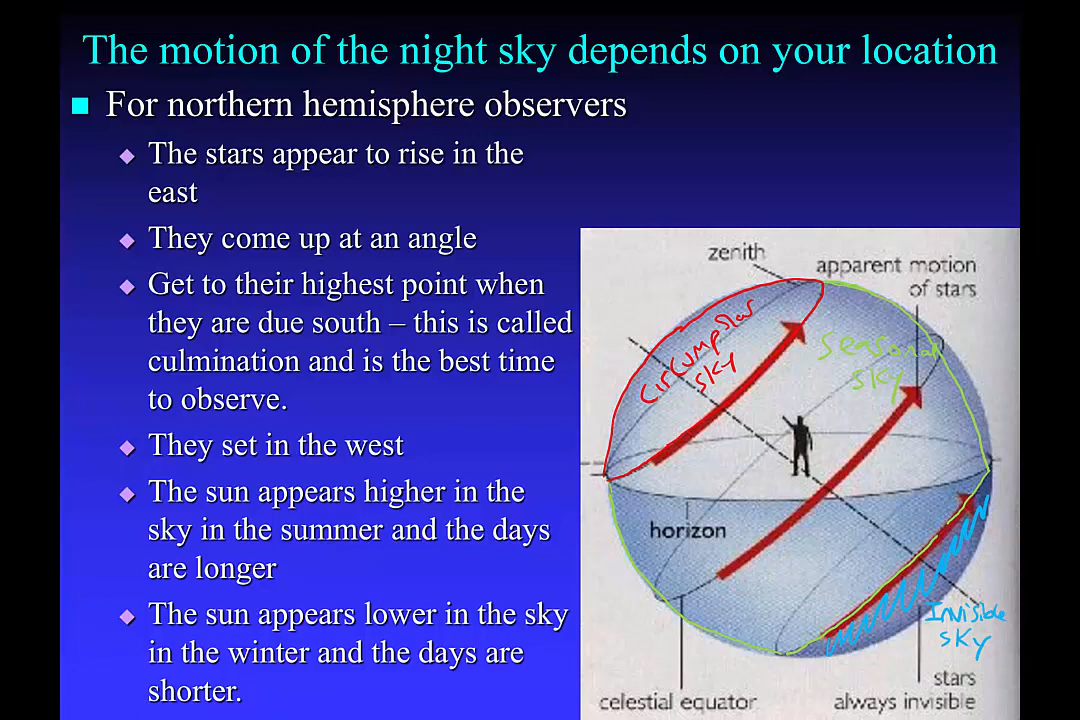 The motion of the night sky depends on your location
For northern hemisphere observers
The stars appear to rise in the
east
They come up at an angle
Get to their highest point when
they are due south – this is called
culmination and is the best time
to observe.
They set in the west
The sun appears higher in the
sky in the summer and the days
are longer
The sun appears lower in the sky
in the winter and the days are
shorter.
zenith
apparent motion
of stars
Circumpolar
sky
seasonal
sky
horizon
Invisible
sky
celestial equator
stars
always invisible